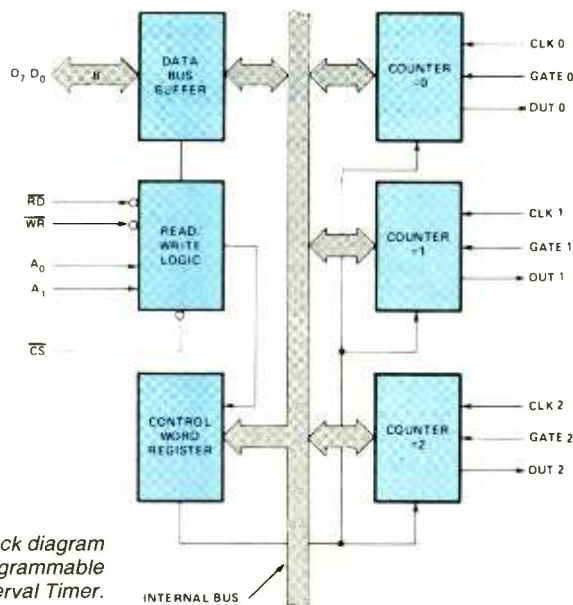 D7 D0
8
DATA
BUS
BUFFER
COUNTER
=0
CLK 0
GATE 0
OUT 0
RD
WR
A0
A1
CS
READ/
WRITE
LOGIC
COUNTER
=1
CLK 1
GATE 1
OUT 1
CONTROL
WORD
REGISTER
COUNTER
=2
CLK 2
GATE 2
OUT 2
INTERNAL BUS
ck diagram
grammable
erval Timer.